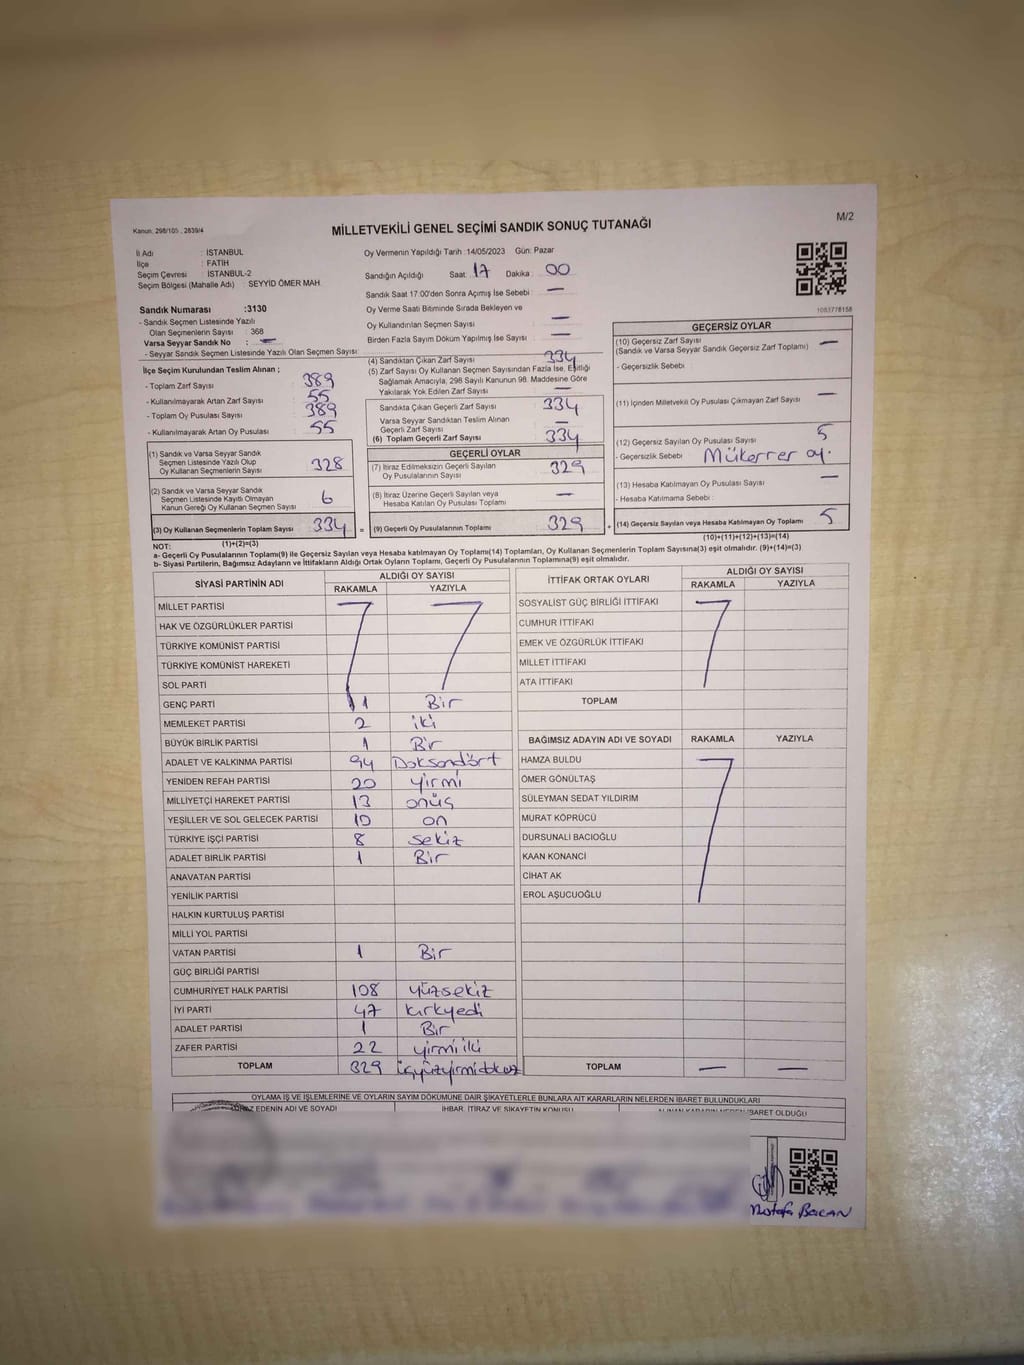 M/2
Kanun. 298/105 , 2839/4
MİLLETVEKİLİ GENEL SEÇİMİ SANDIK SONUÇ TUTANAĞI
İli Adı : İSTANBUL
İlçe : FATİH
Seçim Çevresi : İSTANBUL-2
Seçim Bölgesi (Mahalle Adı) : SEYYİD ÖMER MAH.
Sandık Numarası :3130
- Sandık Seçmen Listesinde Yazılı
Olan Seçmenlerin Sayısı : 368
Varsa Seyyar Sandık No : —
- Seyyar Sandık Seçmen Listesinde Yazılı Olan Seçmen Sayısı:
Oy Vermenin Yapıldığı Tarih :14/05/2023 Gün: Pazar
Sandığın Açıldığı Saat: 17 Dakika : 00
Sandık Saat 17:00'den Sonra Açımış İse Sebebi : —
Oy Verme Saati Bitiminde Sırada Bekleyen ve
Oy Kullandırılan Seçmen Sayısı : —
Birden Fazla Sayım Döküm Yapılmış İse Sayısı : —
1083778158
İlçe Seçim Kurulundan Teslim Alınan ;
- Toplam Zarf Sayısı : 389
- Kullanılmayarak Artan Zarf Sayısı : 55
- Toplam Oy Pusulası Sayısı : 389
- Kullanılmayarak Artan Oy Pusulası : 55
(1) Sandık ve Varsa Seyyar Sandık
Seçmen Listesinde Yazılı Olup
Oy Kullanan Seçmenlerin Sayısı 328
(2) Sandık ve Varsa Seyyar Sandık
Seçmen Listesinde Kayıtlı Olmayan
Kanun Gereği Oy Kullanan Seçmen Sayısı 6
(3) Oy Kullanan Seçmenlerin Toplam Sayısı 334
(1)+(2)=(3)
(4) Sandıktan Çıkan Zarf Sayısı : 334
(5) Zarf Sayısı Oy Kullanan Seçmen Sayısından Fazla İse, Eşitliği
Sağlamak Amacıyla, 298 Sayılı Kanunun 98. Maddesine Göre
Yakılarak Yok Edilen Zarf Sayısı : —
Sandıkta Çıkan Geçerli Zarf Sayısı : 334
Varsa Seyyar Sandıktan Teslim Alınan
Geçerli Zarf Sayısı : —
(6) Toplam Geçerli Zarf Sayısı : 334
GEÇERLİ OYLAR
(7) İtiraz Edilmeksizin Geçerli Sayılan
Oy Pusulalarının Sayısı 329
(8) İtiraz Üzerine Geçerli Sayılan veya
Hesaba Katılan Oy Pusulası Toplamı —
= (9) Geçerli Oy Pusulalarının Toplamı 329
GEÇERSİZ OYLAR
(10) Geçersiz Zarf Sayısı :
(Sandık ve Varsa Seyyar Sandık Geçersiz Zarf Toplamı) —
- Geçersizlik Sebebi :
(11) İçinden Milletvekili Oy Pusulası Çıkmayan Zarf Sayısı : —
(12) Geçersiz Sayılan Oy Pusulası Sayısı : 5
- Geçersizlik Sebebi : Mükerrer oy.
(13) Hesaba Katılmayan Oy Pusulası Sayısı : —
- Hesaba Katılmama Sebebi :
+ (14) Geçersiz Sayılan veya Hesaba Katılmayan Oy Toplamı 5
(10)+(11)+(12)+(13)=(14)
NOT:
a- Geçerli Oy Pusulalarının Toplamı(9) ile Geçersiz Sayılan veya Hesaba katılmayan Oy Toplamı(14) Toplamları, Oy Kullanan Seçmenlerin Toplam Sayısına(3) eşit olmalıdır. (9)+(14)=(3)
b- Siyasi Partilerin, Bağımsız Adayların ve İttifakların Aldığı Ortak Oyların Toplamı, Geçerli Oy Pusulalarının Toplamına(9) eşit olmalıdır.
SİYASİ PARTİNİN ADI ALDIĞI OY SAYISI
RAKAMLA YAZIYLA
MİLLET PARTİSİ
HAK VE ÖZGÜRLÜKLER PARTİSİ
TÜRKİYE KOMÜNİST PARTİSİ
TÜRKİYE KOMÜNİST HAREKETİ
SOL PARTİ
GENÇ PARTİ 1 Bir
MEMLEKET PARTİSİ 2 iki
BÜYÜK BİRLİK PARTİSİ 1 Bir
ADALET VE KALKINMA PARTİSİ 94 Doksandört
YENİDEN REFAH PARTİSİ 20 yirmi
MİLLİYETÇİ HAREKET PARTİSİ 13 onüç
YEŞİLLER VE SOL GELECEK PARTİSİ 10 on
TÜRKİYE İŞÇİ PARTİSİ 8 sekiz
ADALET BİRLİK PARTİSİ 1 Bir
ANAVATAN PARTİSİ
YENİLİK PARTİSİ
HALKIN KURTULUŞ PARTİSİ
MİLLİ YOL PARTİSİ
VATAN PARTİSİ 1 Bir
GÜÇ BİRLİĞİ PARTİSİ
CUMHURİYET HALK PARTİSİ 108 yüzsekiz
İYİ PARTİ 47 kırkyedi
ADALET PARTİSİ 1 Bir
ZAFER PARTİSİ 22 yirmiiki
TOPLAM 329 üçyüzyirmidokuz
İTTİFAK ORTAK OYLARI ALDIĞI OY SAYISI
RAKAMLA YAZIYLA
SOSYALİST GÜÇ BİRLİĞİ İTTİFAKI
CUMHUR İTTİFAKI
EMEK VE ÖZGÜRLÜK İTTİFAKI
MİLLET İTTİFAKI
ATA İTTİFAKI
TOPLAM
BAĞIMSIZ ADAYIN ADI VE SOYADI RAKAMLA YAZIYLA
HAMZA BULDU
ÖMER GÖNÜLTAŞ
SÜLEYMAN SEDAT YILDIRIM
MURAT KÖPRÜCÜ
DURSUNALİ BACIOĞLU
KAAN KONANCİ
CİHAT AK
EROL AŞUCUOĞLU
TOPLAM — —
OYLAMA İŞ VE İŞLEMLERİNE VE OYLARIN SAYIM DÖKÜMÜNE DAİR ŞİKAYETLERLE BUNLARA AİT KARARLARIN NELERDEN İBARET BULUNDUKLARI
EDENİN ADI VE SOYADI İHBAR, İTİRAZ VE ŞİKAYETİN KONUSU İBARET OLDUĞU
Mustafa